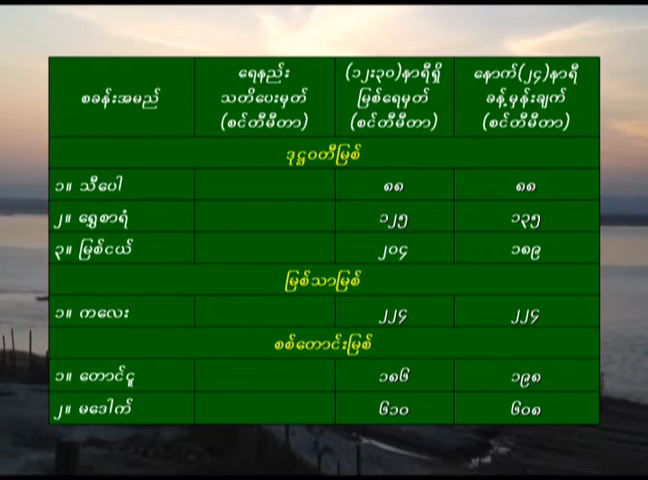 စခန်းအမည်
ရေနည်း
သတိပေးမှတ်
(စင်တီမီတာ)
(၁၂း၃၀)နာရီရှိ
မြစ်ရေမှတ်
(စင်တီမီတာ)
နောက်(၂၄)နာရီ
ခန့်မှန်းချက်
(စင်တီမီတာ)
ဒုဋ္ဌဝတီမြစ်
၁။ သီပေါ ၈၈ ၈၈
၂။ ရွှေစာရံ ၁၂၅ ၁၃၅
၃။ မြစ်ငယ် ၂၀၄ ၁၈၉
မြစ်သာမြစ်
၁။ ကလေး ၂၂၄ ၂၂၄
စစ်တောင်းမြစ်
၁။ တောင်ငူ ၁၈၆ ၁၉၈
၂။ မဒေါက် ၆၁၀ ၆၀၈